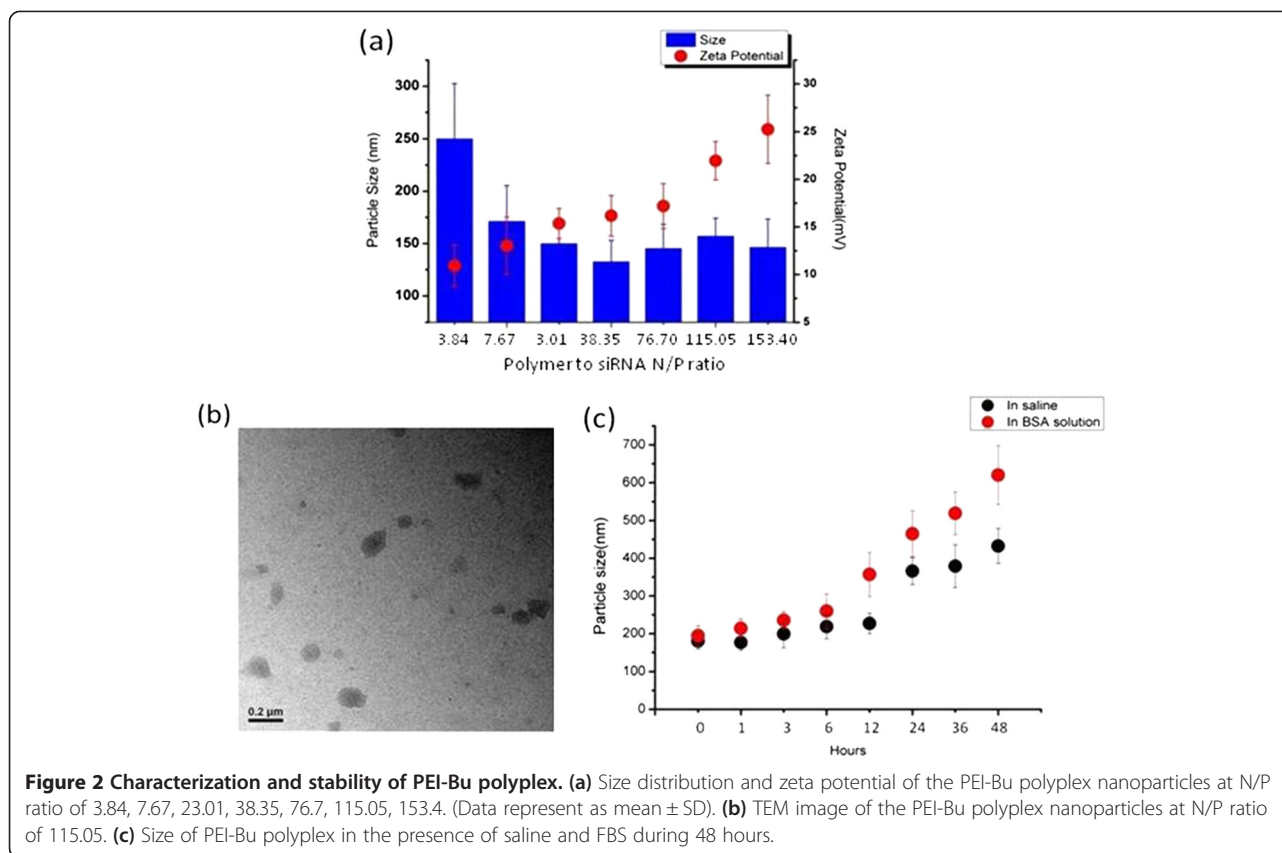 (a)
Size
Zeta Potential
Particle Size (nm)
300
250
200
150
100
30
25
20
15
10
5
Zeta Potential(mV)
3.84 7.67 3.01 38.35 76.70 115.05 153.40
Polymer to siRNA N/P ratio
(b)
0.2 µm
(c)
In saline
In BSA solution
Particle size(nm)
700
600
500
400
300
200
100
0
0 1 3 6 12 24 36 48
Hours
Figure 2 Characterization and stability of PEI-Bu polyplex. (a) Size distribution and zeta potential of the PEI-Bu polyplex nanoparticles at N/P
ratio of 3.84, 7.67, 23.01, 38.35, 76.7, 115.05, 153.4. (Data represent as mean ± SD). (b) TEM image of the PEI-Bu polyplex nanoparticles at N/P ratio
of 115.05. (c) Size of PEI-Bu polyplex in the presence of saline and FBS during 48 hours.